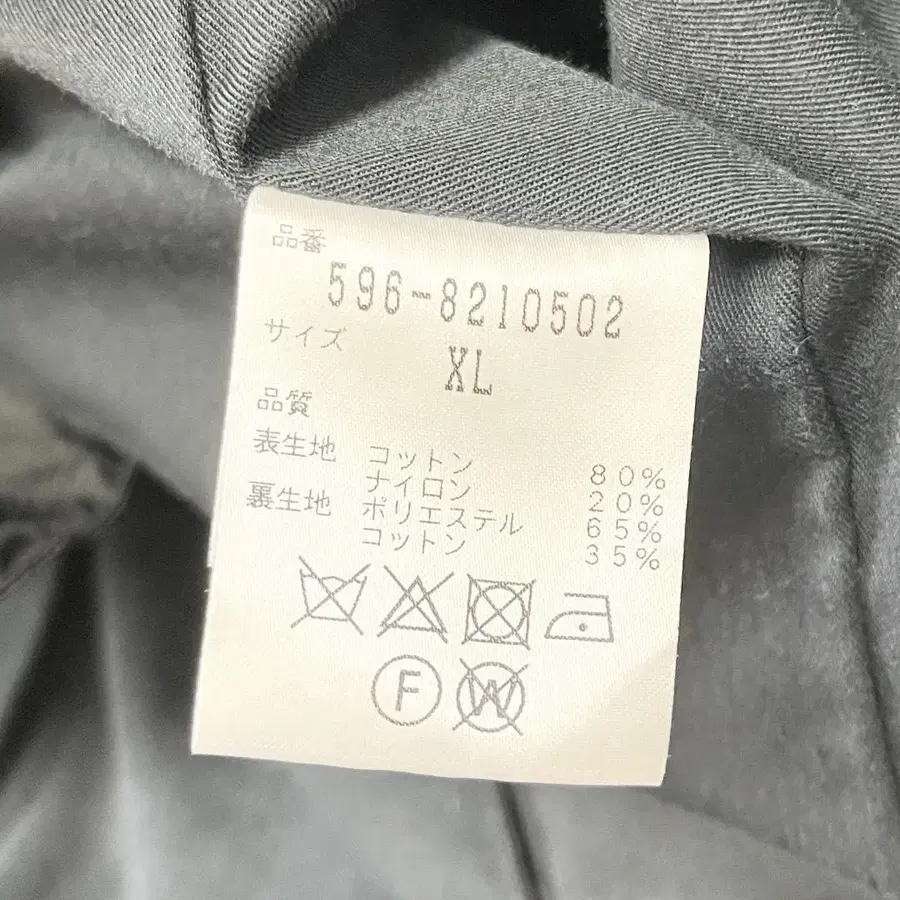 品番
596-8210502
サイズ
XL
品質
表生地 コットン 80%
ナイロン 20%
裏生地 ポリエステル 65%
コットン 35%
F W